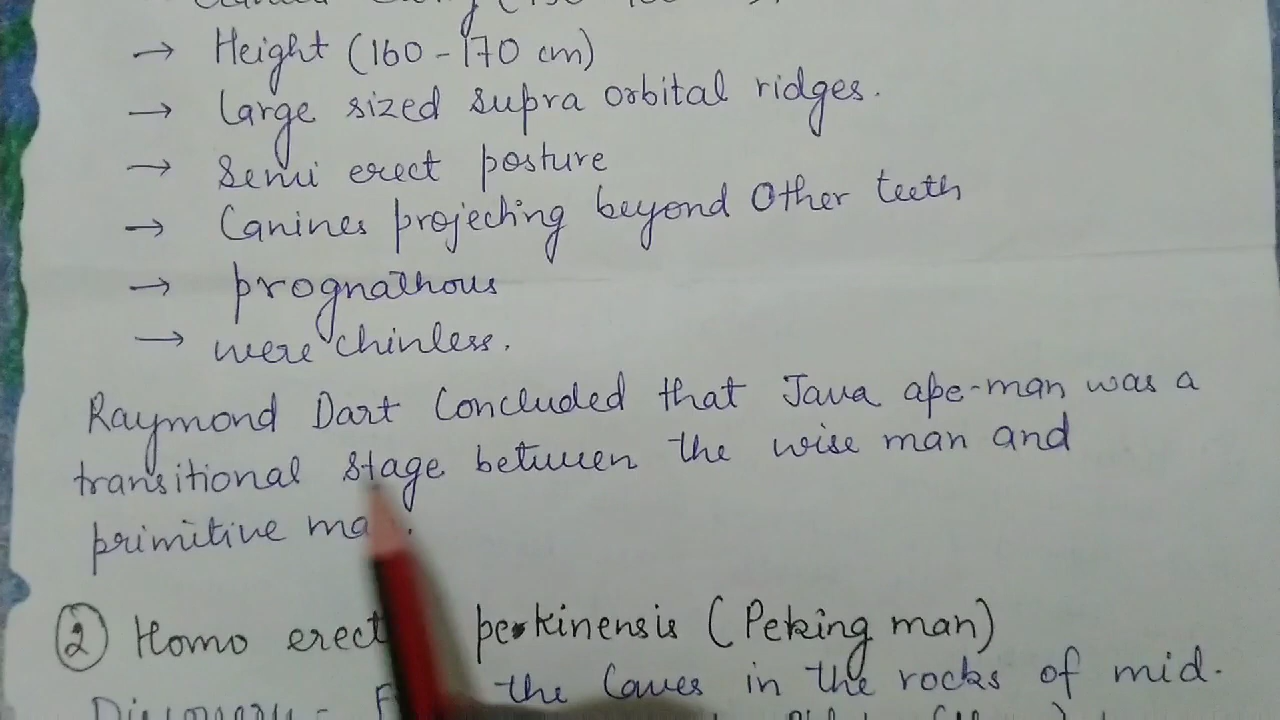 → Height (160 - 170 cm)
→ large sized supra orbital ridges.
→ Semi erect posture
→ Canines projecting beyond Other teeth
→ prognathous
→ were chinless.
Raymond Dart Concluded that Java ape-man was a
transitional stage between the wise man and
primitive ma
② Homo erect pekinensis (Peking man)
Discovery - the Caves in the rocks of mid.